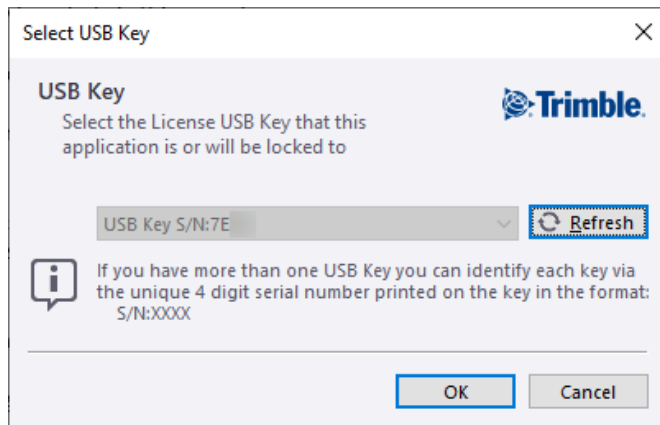 Select USB Key
USB Key
Select the License USB Key that this
application is or will be locked to
Trimble.
USB Key S/N:7E
Refresh
If you have more than one USB Key you can identify each key via
the unique 4 digit serial number printed on the key in the format:
S/N:XXXX
OK
Cancel